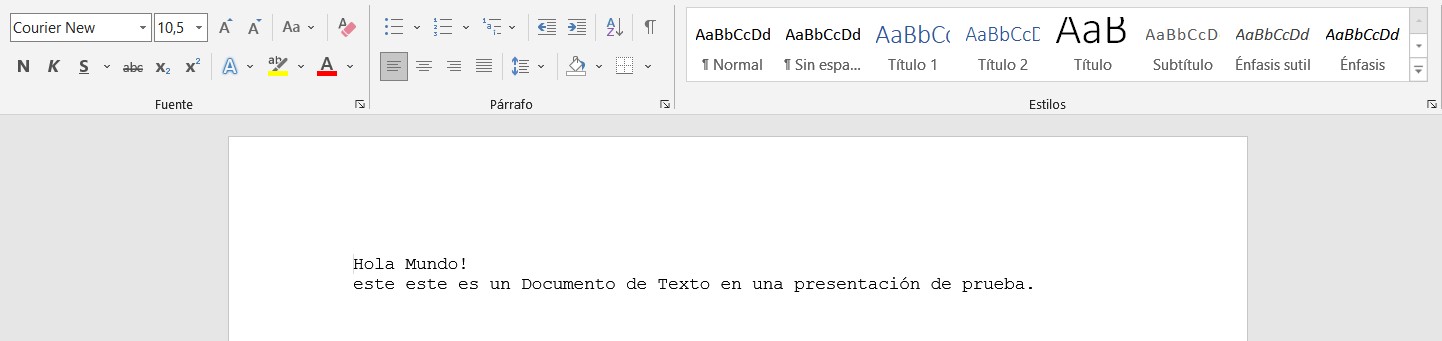 Courier New 10,5 A A Aa A
N K S abc x₂ x² A ab A
A Z ¶
Fuente
Párrafo
AaBbCcDd AaBbCcDd AaBbCc AaBbCcD AaB AaBbCcD AaBbCcDd AaBbCcDd
¶ Normal ¶ Sin espa... Título 1 Título 2 Título Subtítulo Énfasis sutil Énfasis
Estilos
Hola Mundo!
este este es un Documento de Texto en una presentación de prueba.